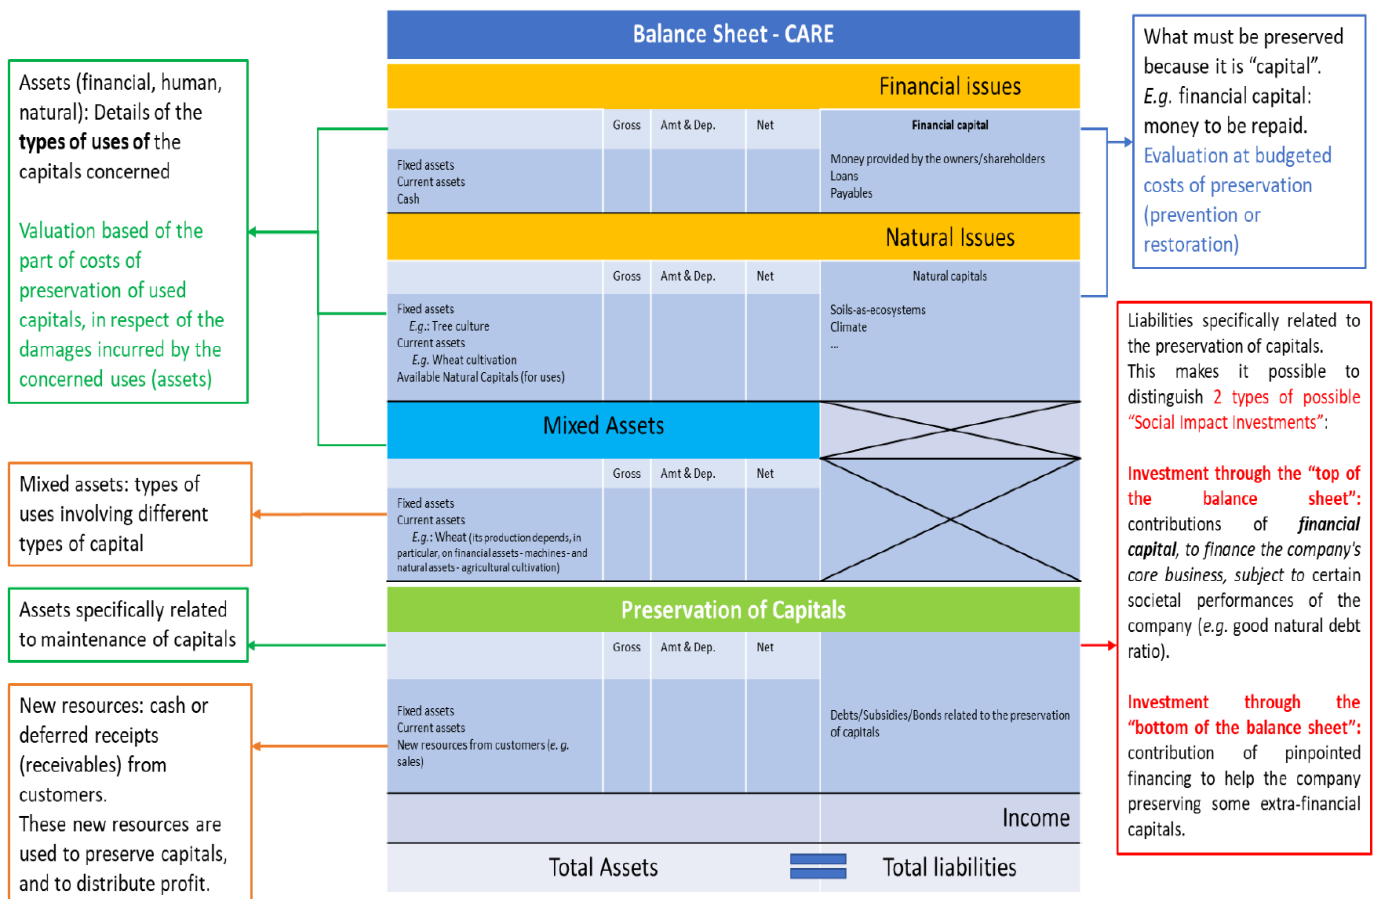 Balance Sheet - CARE
Assets (financial, human,
natural): Details of the
types of uses of the
capitals concerned
Valuation based of the
part of costs of
preservation of used
capitals, in respect of the
damages incurred by the
concerned uses (assets)
Mixed assets: types of
uses involving different
types of capital
Assets specifically related
to maintenance of capitals
New resources: cash or
deferred receipts
(receivables) from
customers.
These new resources are
used to preserve capitals,
and to distribute profit.
Financial issues
Gross Amt & Dep. Net Financial capital
Fixed assets
Current assets
Cash
Money provided by the owners/shareholders
Loans
Payables
Natural Issues
Gross Amt & Dep. Net Natural capitals
Fixed assets
E.g.: Tree culture
Current assets
E.g. Wheat cultivation
Available Natural Capitals (for uses)
Soils-as-ecosystems
Climate
...
Mixed Assets
Gross Amt & Dep. Net
Fixed assets
Current assets
E.g.: Wheat (its production depends, in
particular, on financial assets - machines - and
natural assets - agricultural cultivation)
Preservation of Capitals
Gross Amt & Dep. Net
Fixed assets
Current assets
New resources from customers (e. g.
sales)
Debts/Subsidies/Bonds related to the preservation
of capitals
Income
Total Assets = Total liabilities
What must be preserved
because it is “capital”.
E.g. financial capital:
money to be repaid.
Evaluation at budgeted
costs of preservation
(prevention or
restoration)
Liabilities specifically related to
the preservation of capitals.
This makes it possible to
distinguish 2 types of possible
“Social Impact Investments”:
Investment through the “top of
the balance sheet”:
contributions of financial
capital, to finance the company's
core business, subject to certain
societal performances of the
company (e.g. good natural debt
ratio).
Investment through the
“bottom of the balance sheet”:
contribution of pinpointed
financing to help the company
preserving some extra-financial
capitals.